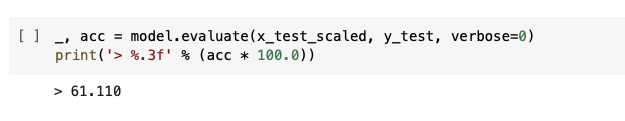 [ ] _, acc = model.evaluate(x_test_scaled, y_test, verbose=0)
print('> %.3f' % (acc * 100.0))
> 61.110